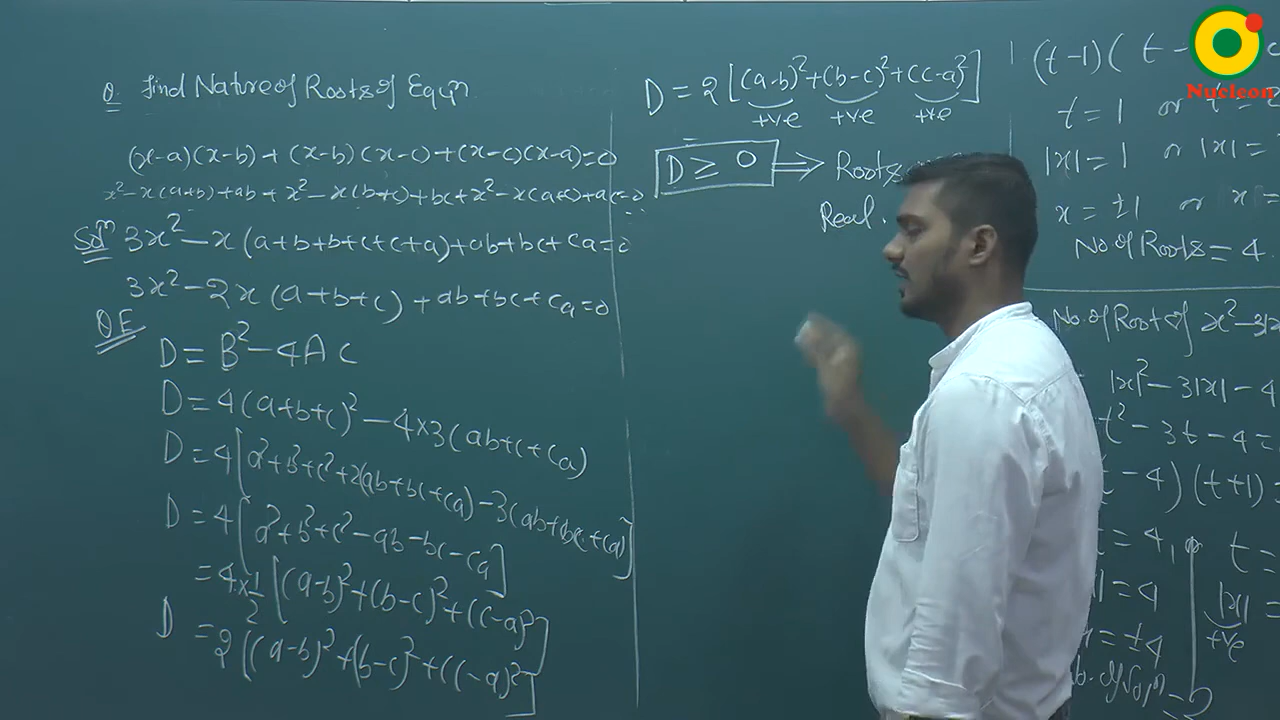 Q. Find Nature of Roots of Eqn
(x-a)(x-b)+(x-b)(x-c)+(x-c)(x-a)=0
x²-x(a+b)+ab+x²-x(b+c)+bc+x²-x(a+c)+ac=0
Solⁿ 3x²-x(a+b+b+c+c+a)+ab+bc+ca=0
3x²-2x(a+b+c)+ab+bc+ca=0
QE
D=B²-4AC
D=4(a+b+c)²-4×3(ab+c+ca)
D=4[a²+b²+c²+2(ab+bc+ca)-3(ab+bc+ca)]
D=4[a²+b²+c²-ab-bc-ca]
=4×1/2[(a-b)²+(b-c)²+(c-a)²]
D =2[(a-b)²+(b-c)²+(c-a)²]
D=2[(a-b)²+(b-c)²+(c-a)²]
+ve +ve +ve
D≥0 ⟹ Roots
Real.
(t-1)(t-
t=1 or t=
|x|=1 or |x|=
x=±1 or x=
No of Roots=4
No. of Root of x²-3|x
|x|²-3|x|-4
t²-3t-4=
-4)(t+1)=
t=4, or t=
|=4 |x|=
=±4 +ve
Nucleon